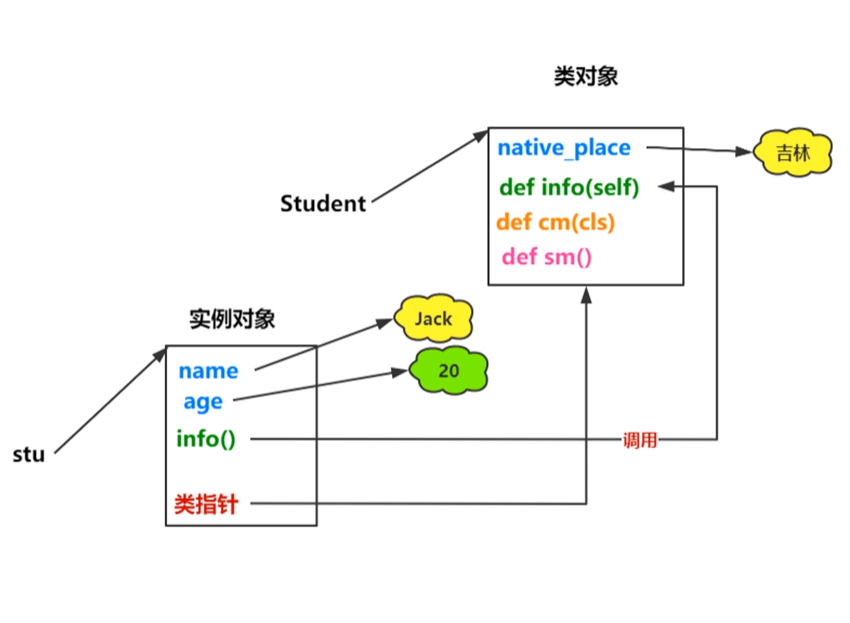 类对象
native_place
吉林
def info(self)
Student
def cm(cls)
def sm()
实例对象
Jack
name
20
age
info()
调用
stu
类指针